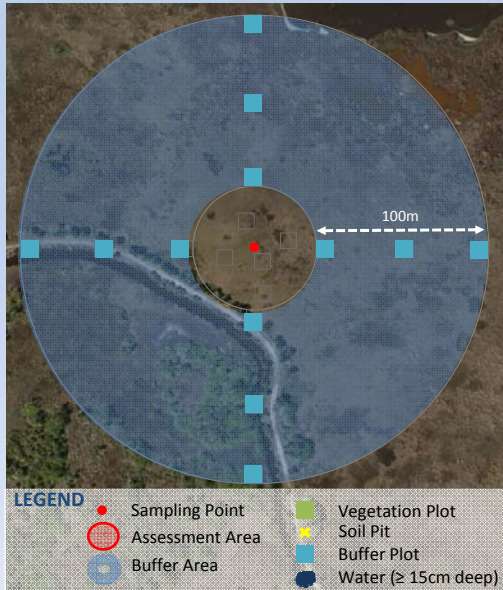 100m
LEGEND
Sampling Point
Assessment Area
Buffer Area
Vegetation Plot
Soil Pit
Buffer Plot
Water (≥ 15cm deep)